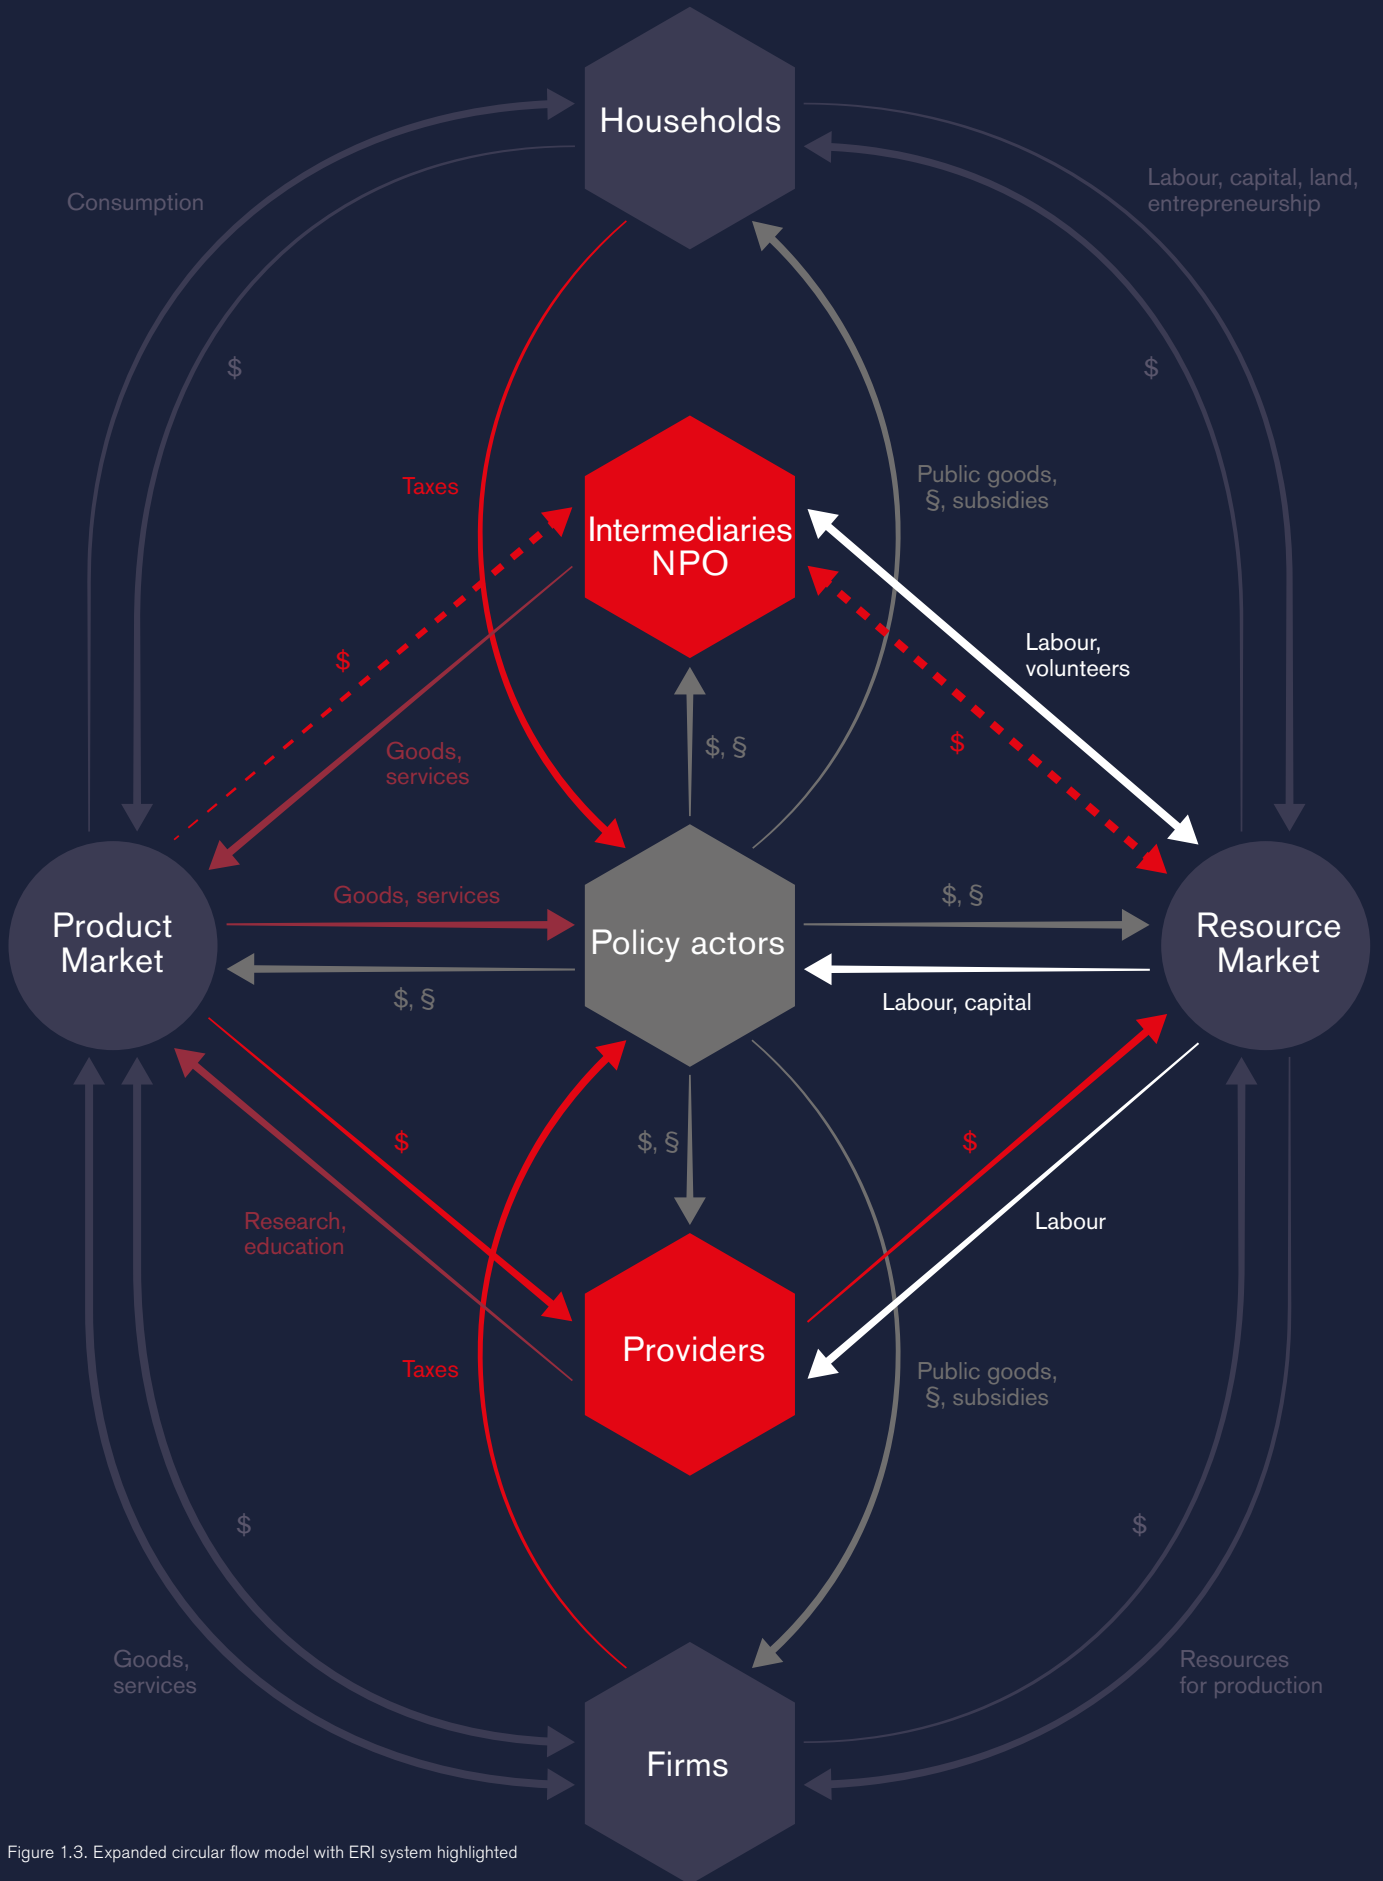 Households
Consumption
Labour, capital, land,
entrepreneurship
$
$
Taxes
Public goods,
§, subsidies
Intermediaries
NPO
$
Labour,
volunteers
$
Goods,
services
$, §
Goods, services
$, §
Product
Market
Policy actors
Resource
Market
$, §
Labour, capital
$
$, §
$
Research,
education
Labour
Taxes
Providers
Public goods,
§, subsidies
$
$
Goods,
services
Resources
for production
Firms
Figure 1.3. Expanded circular flow model with ERI system highlighted